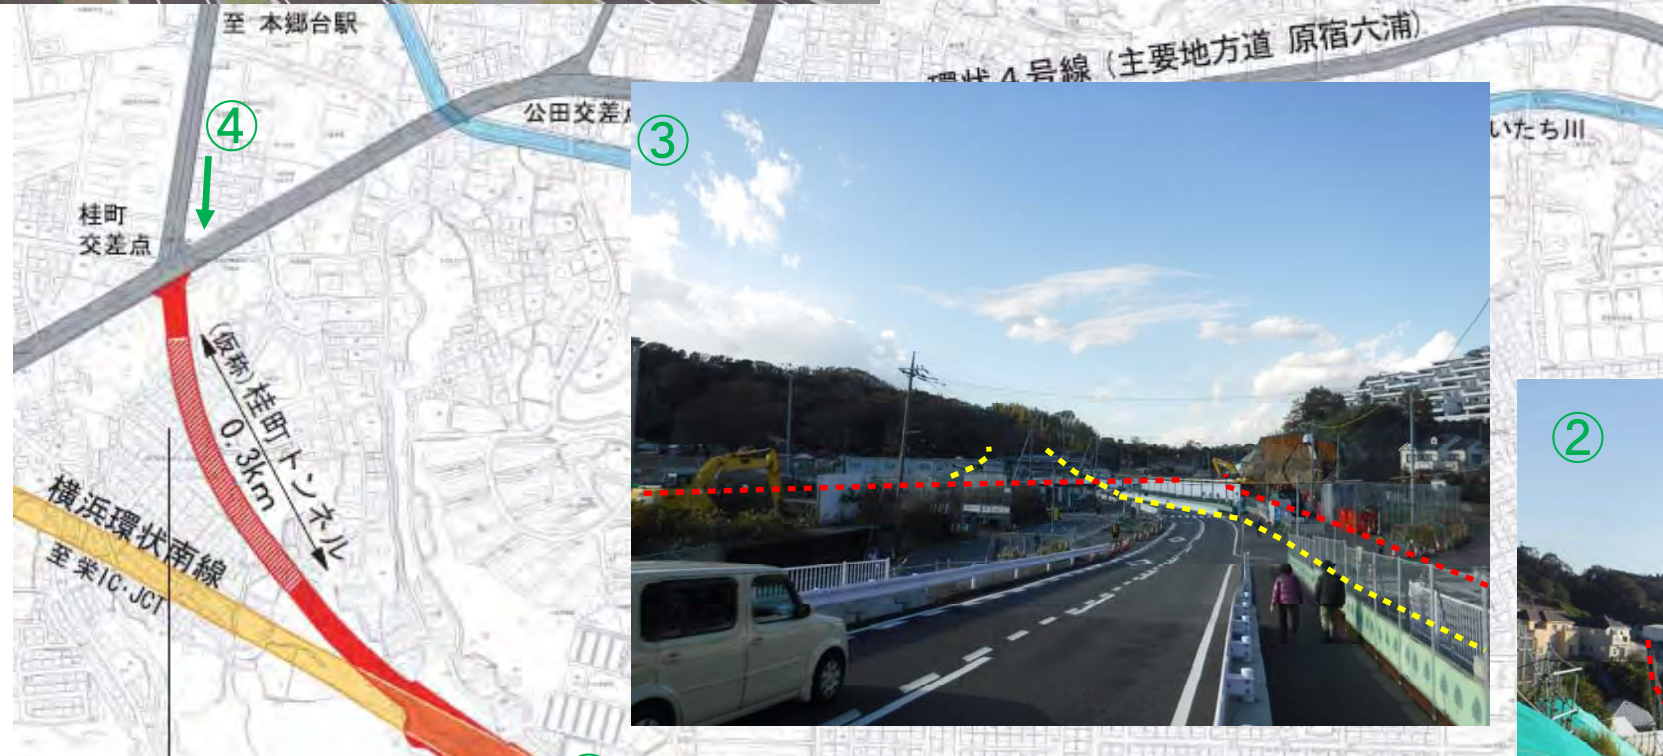 至 本郷台駅
環状４号線 (主要地方道 原宿六浦)
公田交差点
④
③
いたち川
桂町
交差点
(仮称)桂町トンネル
0.3km
②
横浜環状南線
至 栄IC・JCT